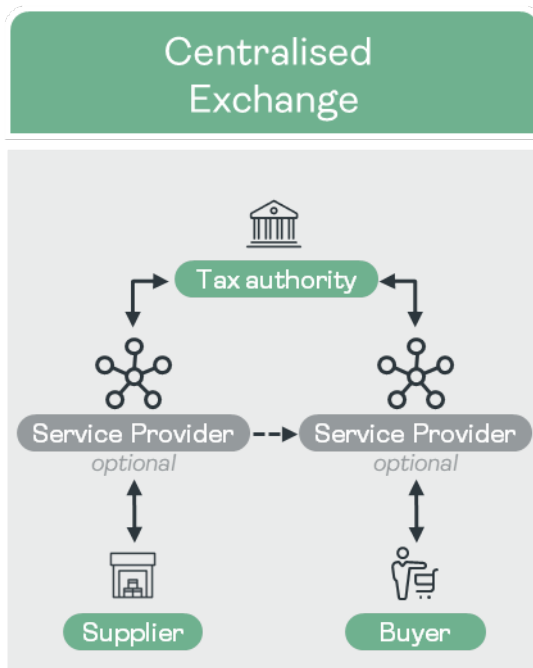 Centralised
Exchange
Tax authority
Service Provider
Service Provider
optional
optional
Supplier
Buyer